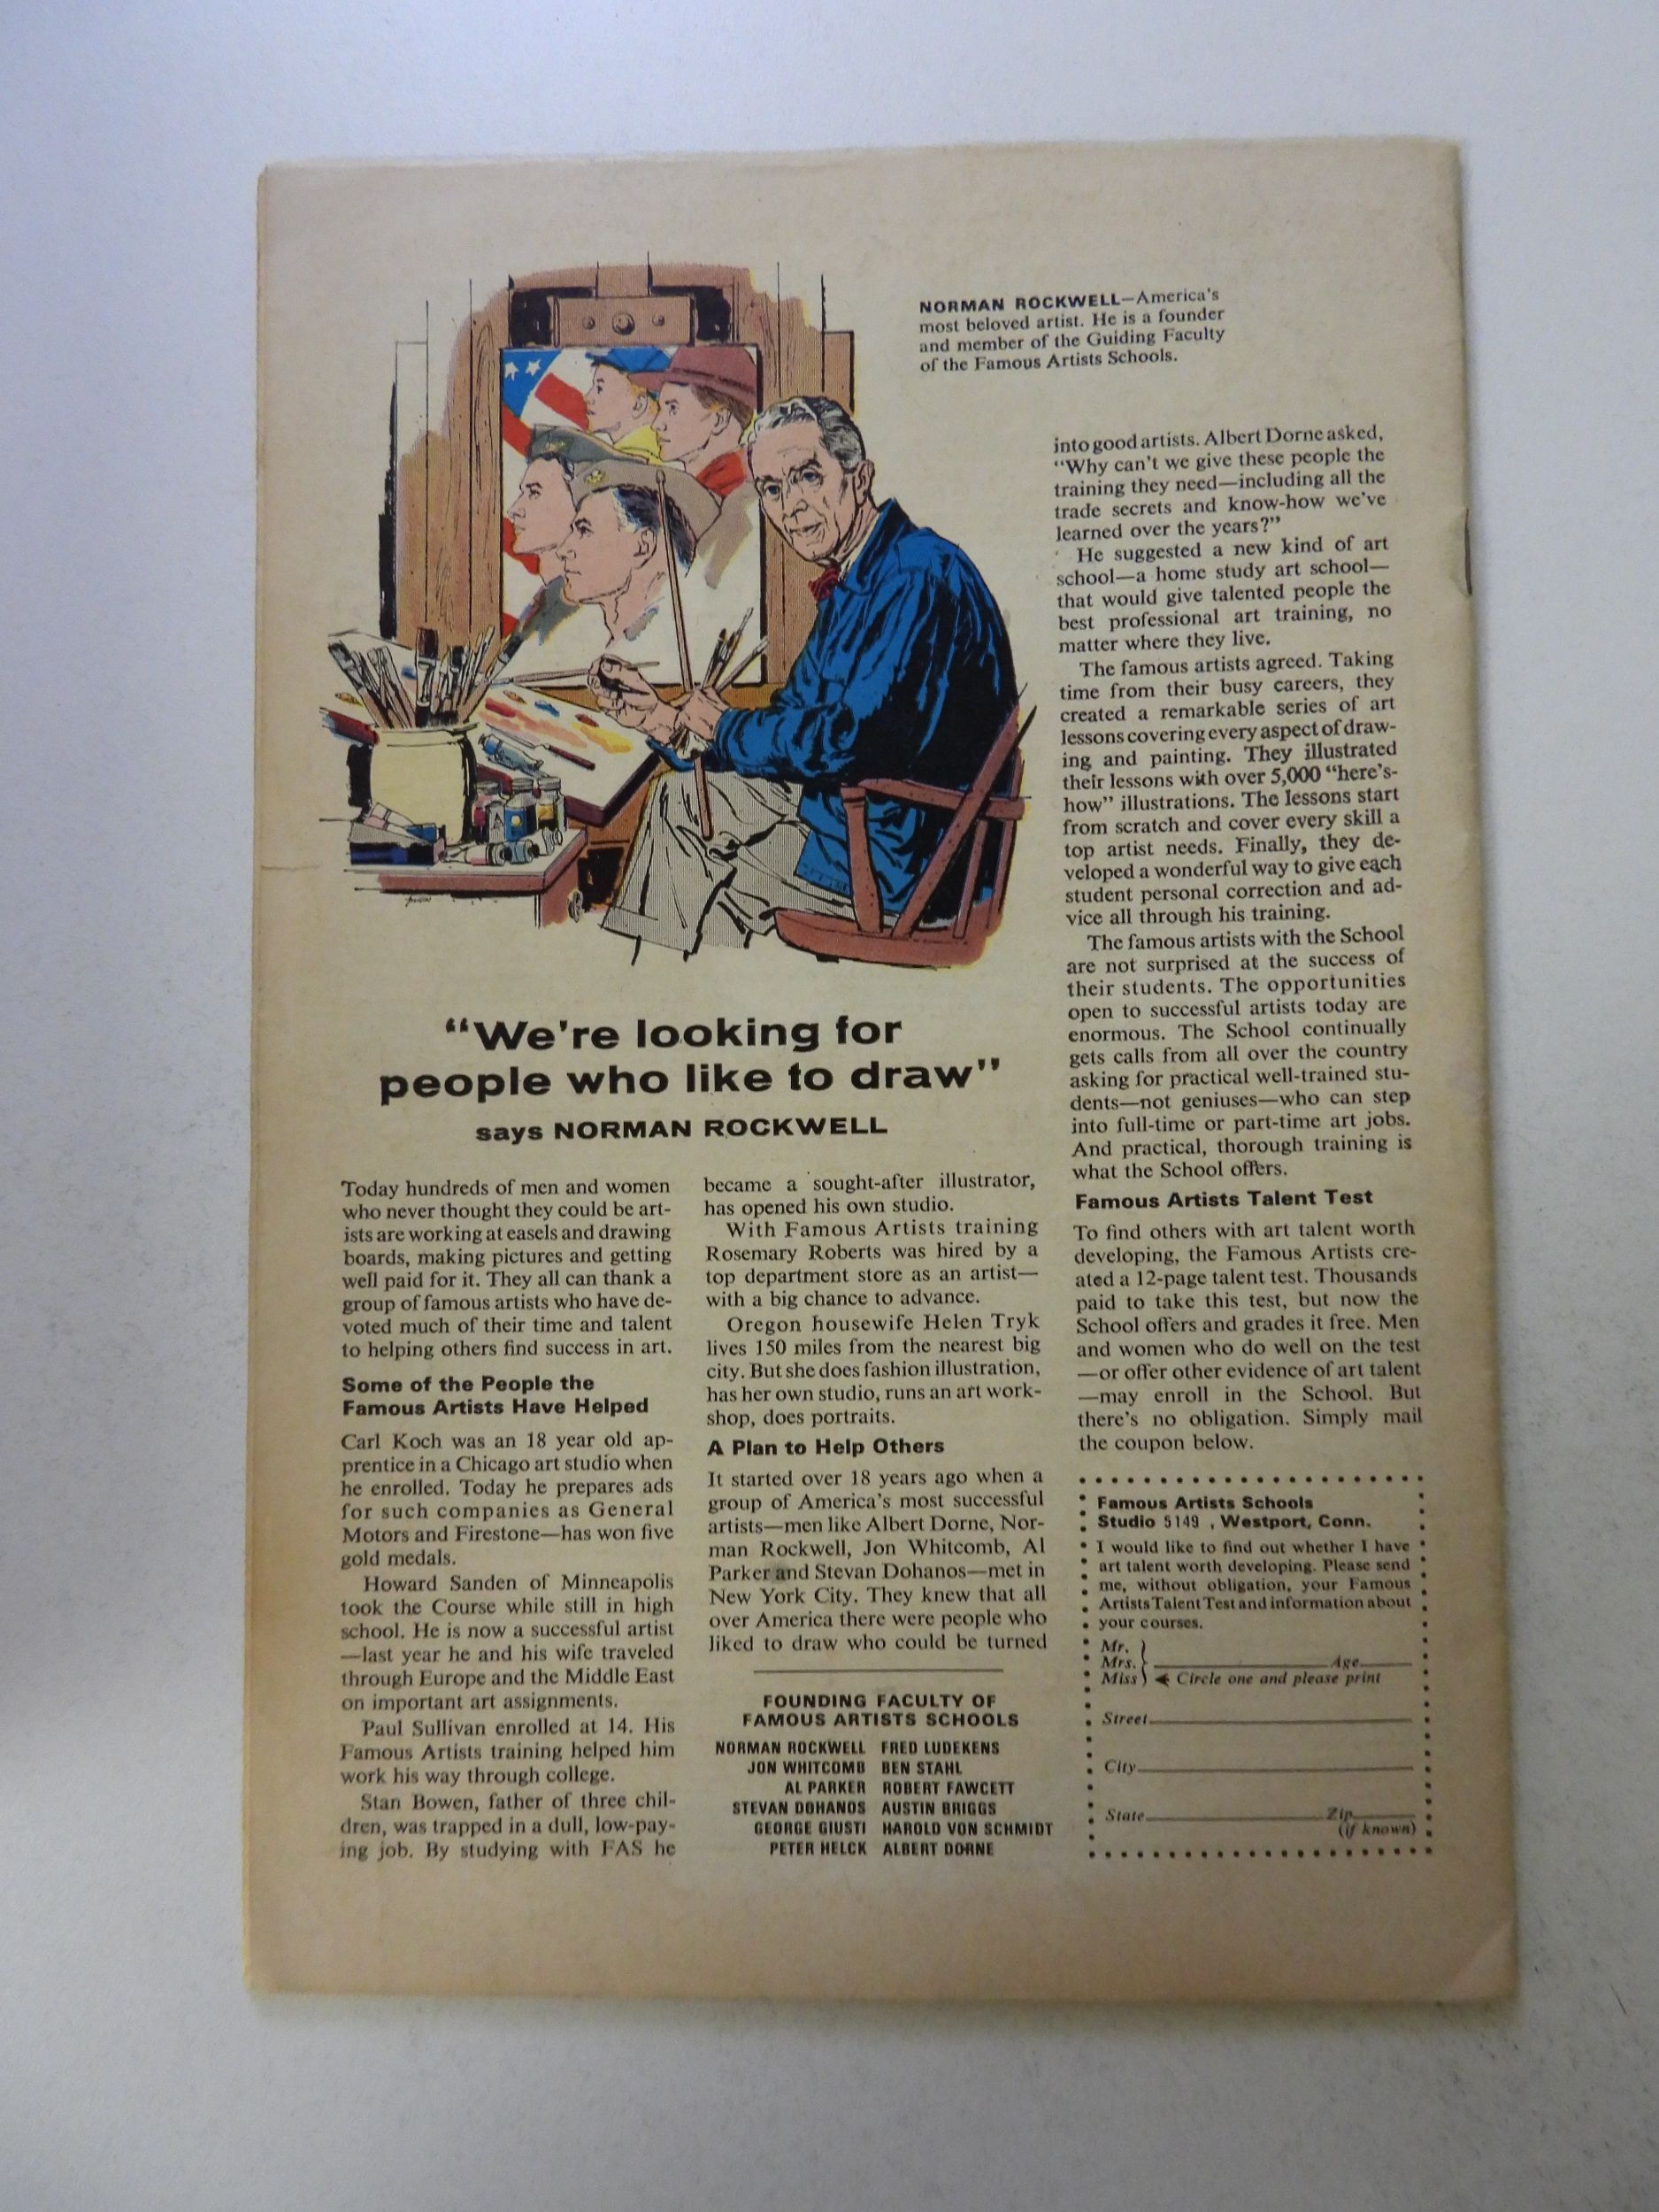 NORMAN ROCKWELL—America's
most beloved artist. He is a founder
and member of the Guiding Faculty
of the Famous Artists Schools.
"We're looking for
people who like to draw"
says NORMAN ROCKWELL
Today hundreds of men and women
who never thought they could be art-
ists are working at easels and drawing
boards, making pictures and getting
well paid for it. They all can thank a
group of famous artists who have de-
voted much of their time and talent
to helping others find success in art.
Some of the People the
Famous Artists Have Helped
Carl Koch was an 18 year old ap-
prentice in a Chicago art studio when
he enrolled. Today he prepares ads
for such companies as General
Motors and Firestone—has won five
gold medals.
Howard Sanden of Minneapolis
took the Course while still in high
school. He is now a successful artist
—last year he and his wife traveled
through Europe and the Middle East
on important art assignments.
Paul Sullivan enrolled at 14. His
Famous Artists training helped him
work his way through college.
Stan Bowen, father of three chil-
dren, was trapped in a dull, low-pay-
ing job. By studying with FAS he
became a sought-after illustrator,
has opened his own studio.
With Famous Artists training
Rosemary Roberts was hired by a
top department store as an artist—
with a big chance to advance.
Oregon housewife Helen Tryk
lives 150 miles from the nearest big
city. But she does fashion illustration,
has her own studio, runs an art work-
shop, does portraits.
A Plan to Help Others
It started over 18 years ago when a
group of America's most successful
artists—men like Albert Dorne, Nor-
man Rockwell, Jon Whitcomb, Al
Parker and Stevan Dohanos—met in
New York City. They knew that all
over America there were people who
liked to draw who could be turned
FOUNDING FACULTY OF
FAMOUS ARTISTS SCHOOLS
NORMAN ROCKWELL FRED LUDEKENS
JON WHITCOMB BEN STAHL
AL PARKER ROBERT FAWCETT
STEVAN DOHANOS AUSTIN BRIGGS
GEORGE GIUSTI HAROLD VON SCHMIDT
PETER HELCK ALBERT DORNE
into good artists. Albert Dorne asked,
"Why can't we give these people the
training they need—including all the
trade secrets and know-how we've
learned over the years?"
He suggested a new kind of art
school—a home study art school—
that would give talented people the
best professional art training, no
matter where they live.
The famous artists agreed. Taking
time from their busy careers, they
created a remarkable series of art
lessons covering every aspect of draw-
ing and painting. They illustrated
their lessons with over 5,000 "here's-
how" illustrations. The lessons start
from scratch and cover every skill a
top artist needs. Finally, they de-
veloped a wonderful way to give each
student personal correction and ad-
vice all through his training.
The famous artists with the School
are not surprised at the success of
their students. The opportunities
open to successful artists today are
enormous. The School continually
gets calls from all over the country
asking for practical well-trained stu-
dents—not geniuses—who can step
into full-time or part-time art jobs.
And practical, thorough training is
what the School offers.
Famous Artists Talent Test
To find others with art talent worth
developing, the Famous Artists cre-
ated a 12-page talent test. Thousands
paid to take this test, but now the
School offers and grades it free. Men
and women who do well on the test
—or offer other evidence of art talent
—may enroll in the School. But
there's no obligation. Simply mail
the coupon below.
Famous Artists Schools
Studio 5149 , Westport, Conn.
I would like to find out whether I have
art talent worth developing. Please send
me, without obligation, your Famous
Artists Talent Test and information about
your courses.
Mr.
Mrs. Age
Miss Circle one and please print
Street
City
State Zip
(if known)